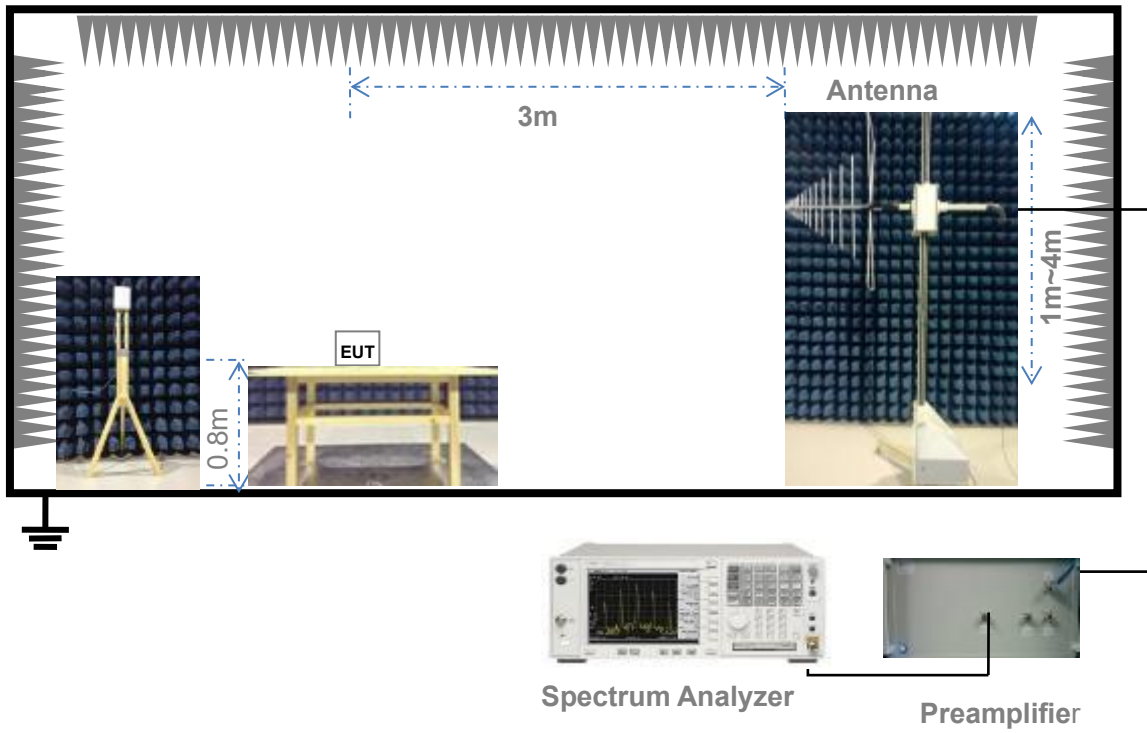 Antenna
3m
1m~4m
EUT
0.8m
Spectrum Analyzer
Preamplifier